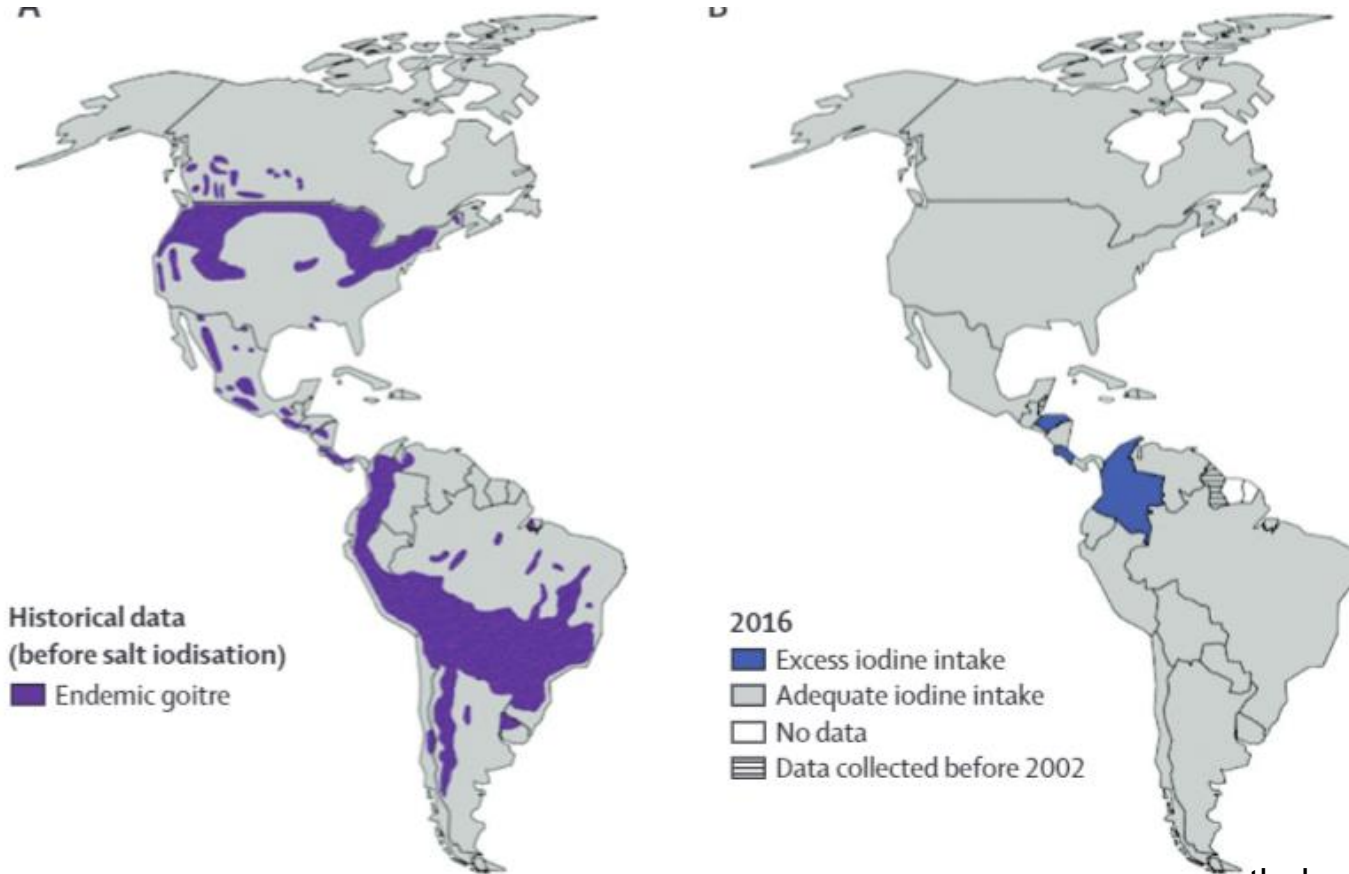 A
B
Historical data
(before salt iodisation)
Endemic goitre
2016
Excess iodine intake
Adequate iodine intake
No data
Data collected before 2002